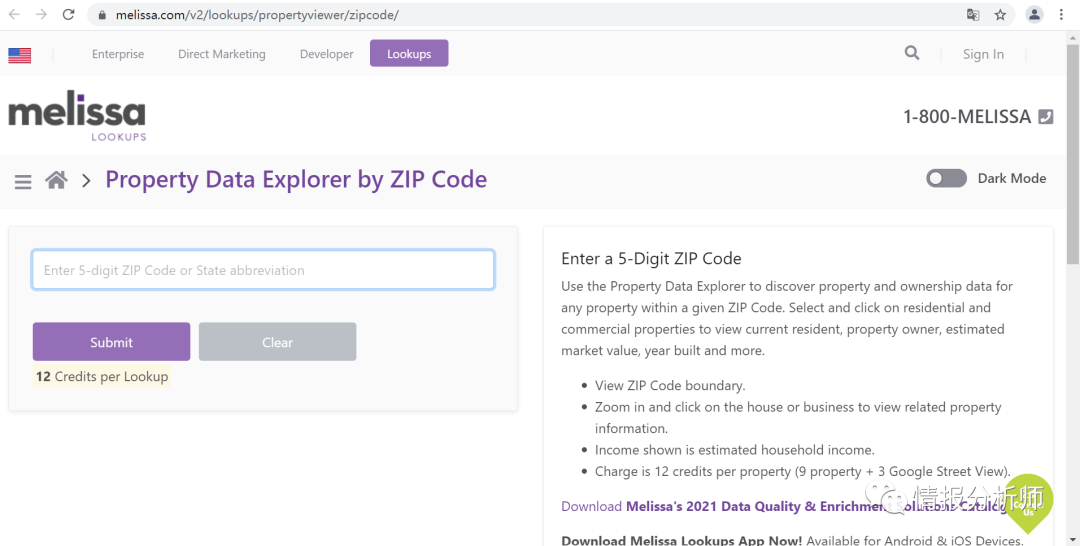 melissa.com/v2/lookups/propertyviewer/zipcode/
Enterprise Direct Marketing Developer Lookups Sign In
melissa
LOOKUPS
1-800-MELISSA
Property Data Explorer by ZIP Code
Dark Mode
Enter 5-digit ZIP Code or State abbreviation
Submit Clear
12 Credits per Lookup
Enter a 5-Digit ZIP Code
Use the Property Data Explorer to discover property and ownership data for
any property within a given ZIP Code. Select and click on residential and
commercial properties to view current resident, property owner, estimated
market value, year built and more.
View ZIP Code boundary.
Zoom in and click on the house or business to view related property
information.
Income shown is estimated household income.
Charge is 12 credits per property (9 property + 3 Google Street View).
Download Melissa's 2021 Data Quality & Enrichment Solutions Catalog
情报分析师
Us
Download Melissa Lookups App Now! Available for Android & iOS Devices.